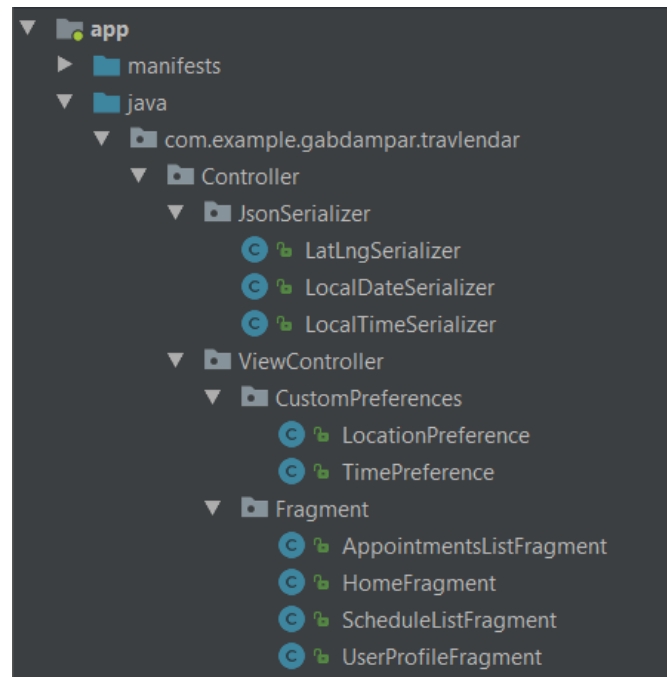 app
manifests
java
com.example.gabdampar.travlendar
Controller
JsonSerializer
C LatLngSerializer
C LocalDateSerializer
C LocalTimeSerializer
ViewController
CustomPreferences
C LocationPreference
C TimePreference
Fragment
C AppointmentsListFragment
C HomeFragment
C ScheduleListFragment
C UserProfileFragment